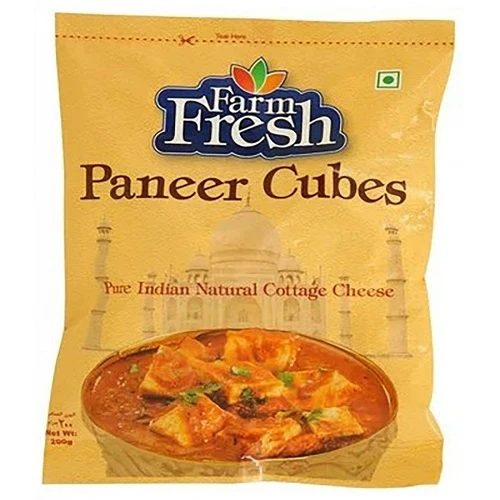 Tear Here
Farm
Fresh
Paneer Cubes
Pure Indian Natural Cottage Cheese
Net Wt:
200g